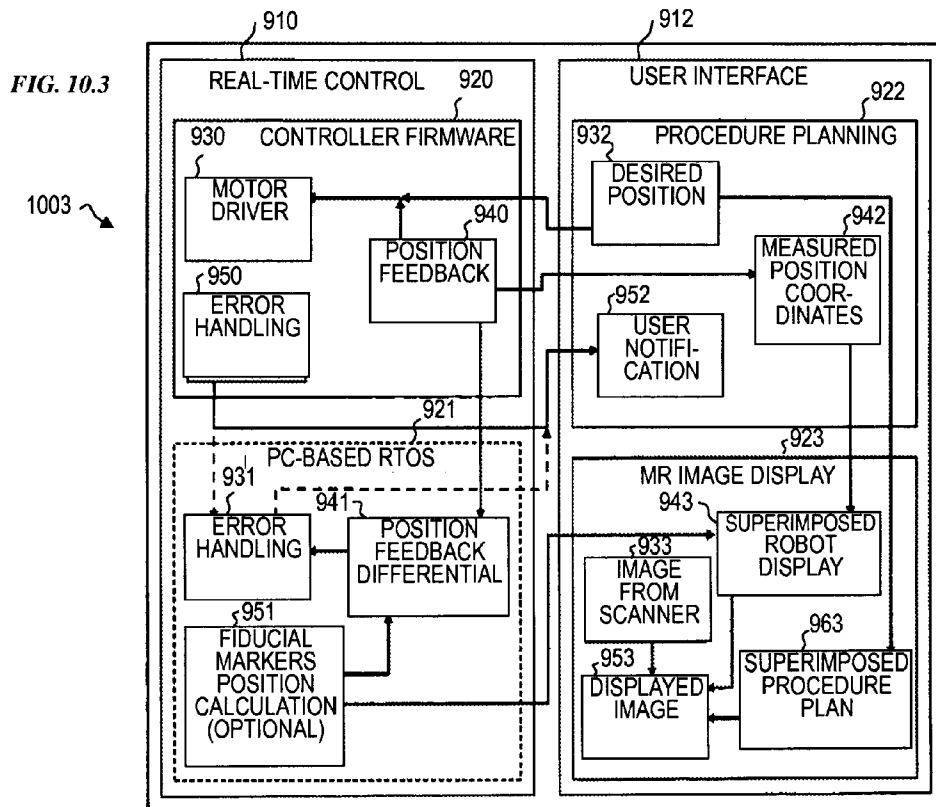 FIG. 10.3
1003
910
REAL-TIME CONTROL
920
CONTROLLER FIRMWARE
930
MOTOR
DRIVER
940
POSITION
FEEDBACK
950
ERROR
HANDLING
921
PC-BASED RTOS
931
ERROR
HANDLING
941
POSITION
FEEDBACK
DIFFERENTIAL
951
FIDUCIAL
MARKERS
POSITION
CALCULATION
(OPTIONAL)
912
USER INTERFACE
922
PROCEDURE PLANNING
932
DESIRED
POSITION
942
MEASURED
POSITION
COOR-
DINATES
952
USER
NOTIFI-
CATION
923
MR IMAGE DISPLAY
943
SUPERIMPOSED
ROBOT
DISPLAY
933
IMAGE
FROM
SCANNER
953
DISPLAYED
IMAGE
963
SUPERIMPOSED
PROCEDURE
PLAN